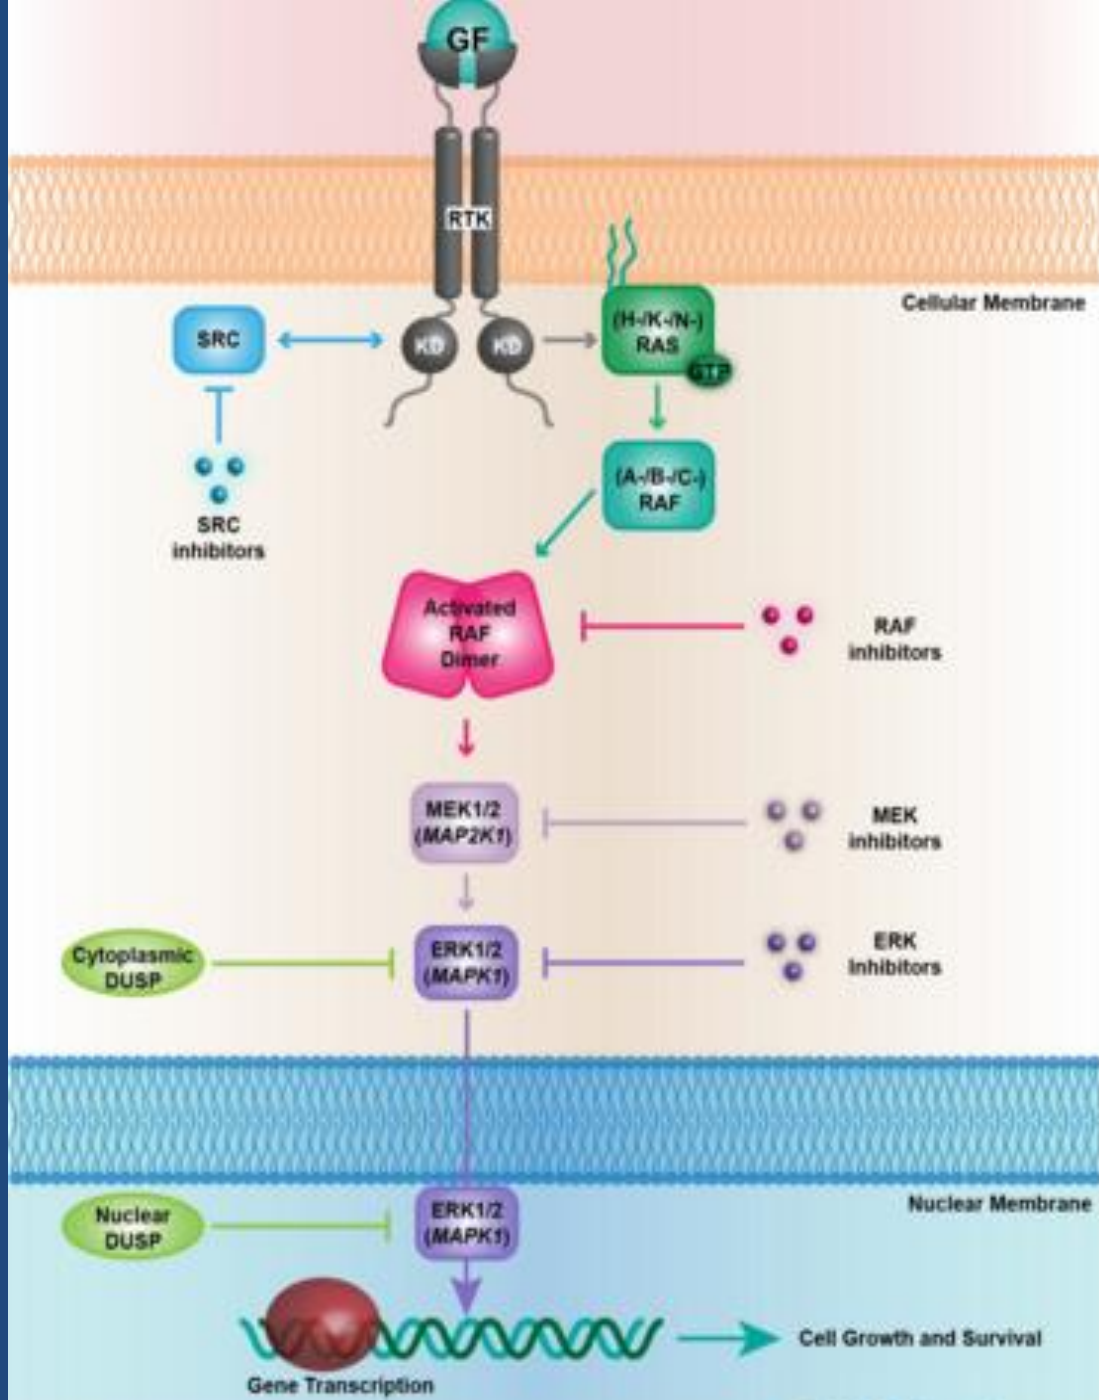 GF
RTK
Cellular Membrane
SRC
KD
KD
(H-/K-/N-)
RAS
GTP
(A-/B-/C-)
RAF
SRC
inhibitors
Activated
RAF
Dimer
RAF
inhibitors
MEK1/2
(MAP2K1)
MEK
inhibitors
Cytoplasmic
DUSP
ERK1/2
(MAPK1)
ERK
Inhibitors
Nuclear Membrane
Nuclear
DUSP
ERK1/2
(MAPK1)
Cell Growth and Survival
Gene Transcription